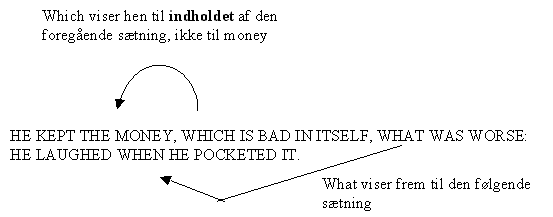 Which viser hen til indholdet af den
foregående sætning, ikke til money
HE KEPT THE MONEY, WHICH IS BAD IN ITSELF, WHAT WAS WORSE:
HE LAUGHED WHEN HE POCKETED IT.
What viser frem til den følgende
sætning